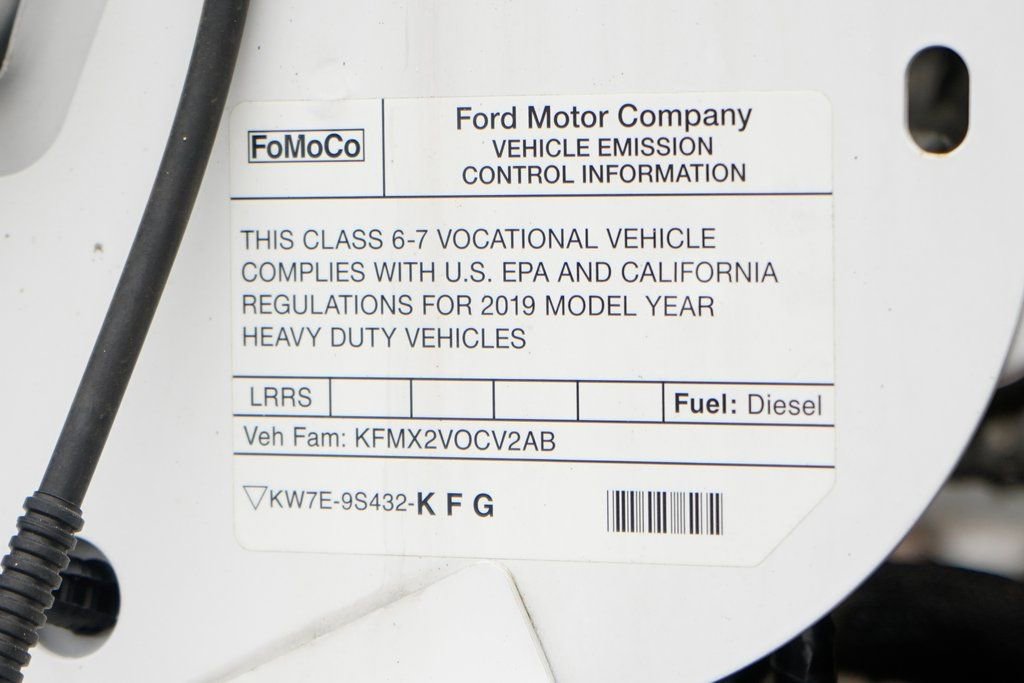 FoMoCo
Ford Motor Company
VEHICLE EMISSION
CONTROL INFORMATION
THIS CLASS 6-7 VOCATIONAL VEHICLE
COMPLIES WITH U.S. EPA AND CALIFORNIA
REGULATIONS FOR 2019 MODEL YEAR
HEAVY DUTY VEHICLES
LRRS Fuel: Diesel
Veh Fam: KFMX2VOCV2AB
▽KW7E-9S432-K F G